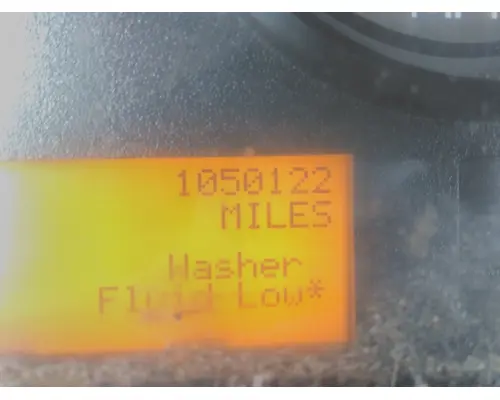 1050122
MILES
Washer
Fluid Low*